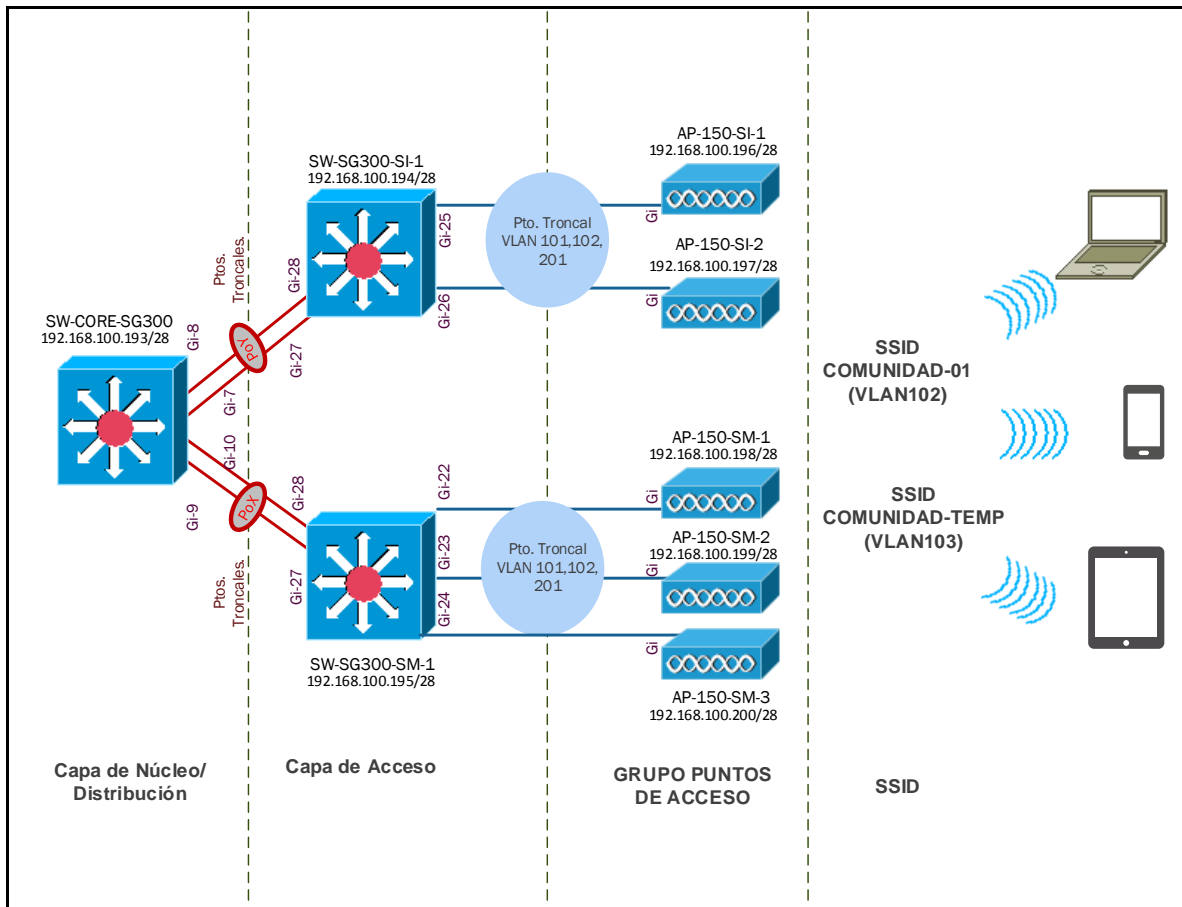 SW-CORE-SG300
192.168.100.193/28
Gi-8
Gi-7
Gi-10
Gi-9
Ptos.
Troncales.
PoY
Gi-28
Gi-27
PoX
Gi-28
Gi-27
Ptos.
Troncales.
SW-SG300-SI-1
192.168.100.194/28
Gi-25
Gi-26
Pto. Troncal
VLAN 101,102,
201
AP-150-SI-1
192.168.100.196/28
Gi
AP-150-SI-2
192.168.100.197/28
Gi
SW-SG300-SM-1
192.168.100.195/28
Gi-22
Gi-23
Gi-24
Pto. Troncal
VLAN 101,102,
201
AP-150-SM-1
192.168.100.198/28
Gi
AP-150-SM-2
192.168.100.199/28
Gi
Gi
AP-150-SM-3
192.168.100.200/28
SSID
COMUNIDAD-01
(VLAN102)
SSID
COMUNIDAD-TEMP
(VLAN103)
Capa de Núcleo/
Distribución
Capa de Acceso
GRUPO PUNTOS
DE ACCESO
SSID